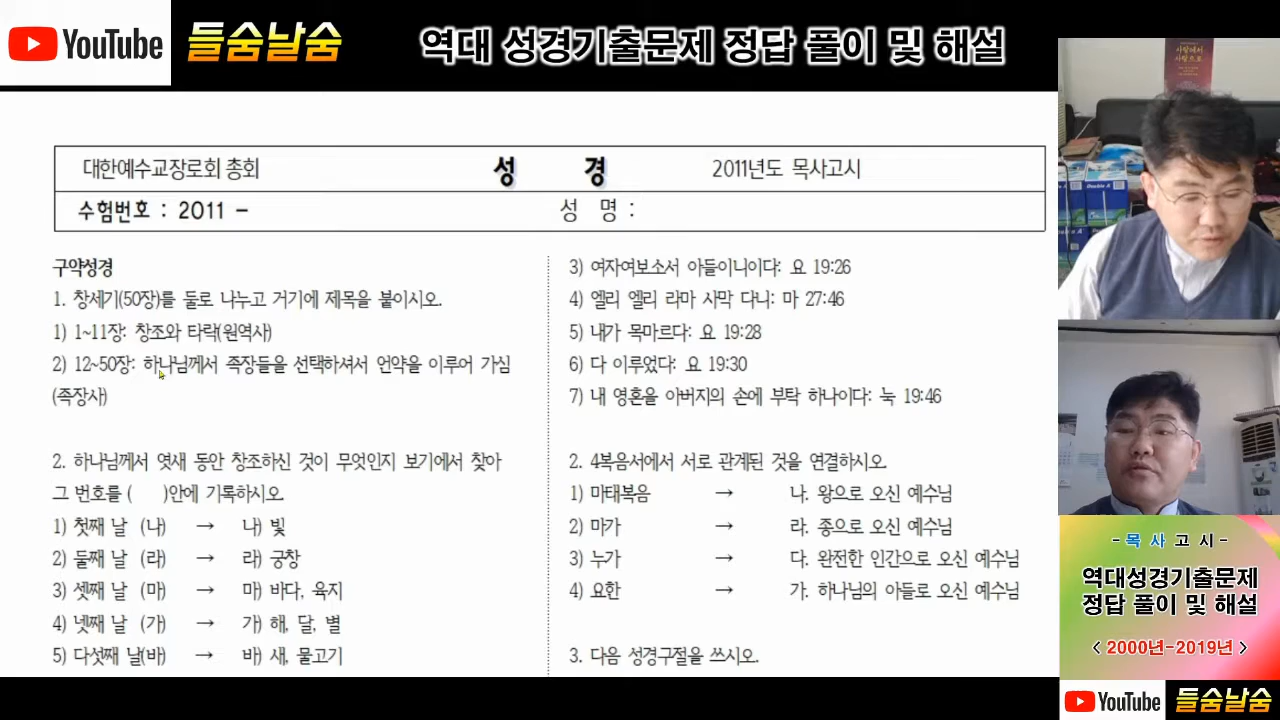 YouTube 들숨날숨 역대 성경기출문제 정답 풀이 및 해설
대한예수교장로회 총회 성 경 2011년도 목사고시
수험번호 : 2011 - 성 명 :
구약성경
1. 창세기(50장)를 둘로 나누고 거기에 제목을 붙이시오.
1) 1~11장: 창조와 타락(원역사)
2) 12~50장: 하나님께서 족장들을 선택하셔서 언약을 이루어 가심
(족장사)
2. 하나님께서 엿새 동안 창조하신 것이 무엇인지 보기에서 찾아
그 번호를 ( )안에 기록하시오.
1) 첫째 날 (나) → 나) 빛
2) 둘째 날 (라) → 라) 궁창
3) 셋째 날 (마) → 마) 바다, 육지
4) 넷째 날 (가) → 가) 해, 달, 별
5) 다섯째 날(바) → 바) 새, 물고기
3) 여자여보소서 아들이니이다: 요 19:26
4) 엘리 엘리 라마 사막 다니: 마 27:46
5) 내가 목마르다: 요 19:28
6) 다 이루었다: 요 19:30
7) 내 영혼을 아버지의 손에 부탁 하나이다: 눅 19:46
2. 4복음서에서 서로 관계된 것을 연결하시오.
1) 마태복음 → 나. 왕으로 오신 예수님
2) 마가 → 라. 종으로 오신 예수님
3) 누가 → 다. 완전한 인간으로 오신 예수님
4) 요한 → 가. 하나님의 아들로 오신 예수님
3. 다음 성경구절을 쓰시오.
사랑에서
사랑으로
Double A
- 목 사 고 시 -
역대성경기출문제
정답 풀이 및 해설
< 2000년-2019년 >
YouTube 들숨날숨